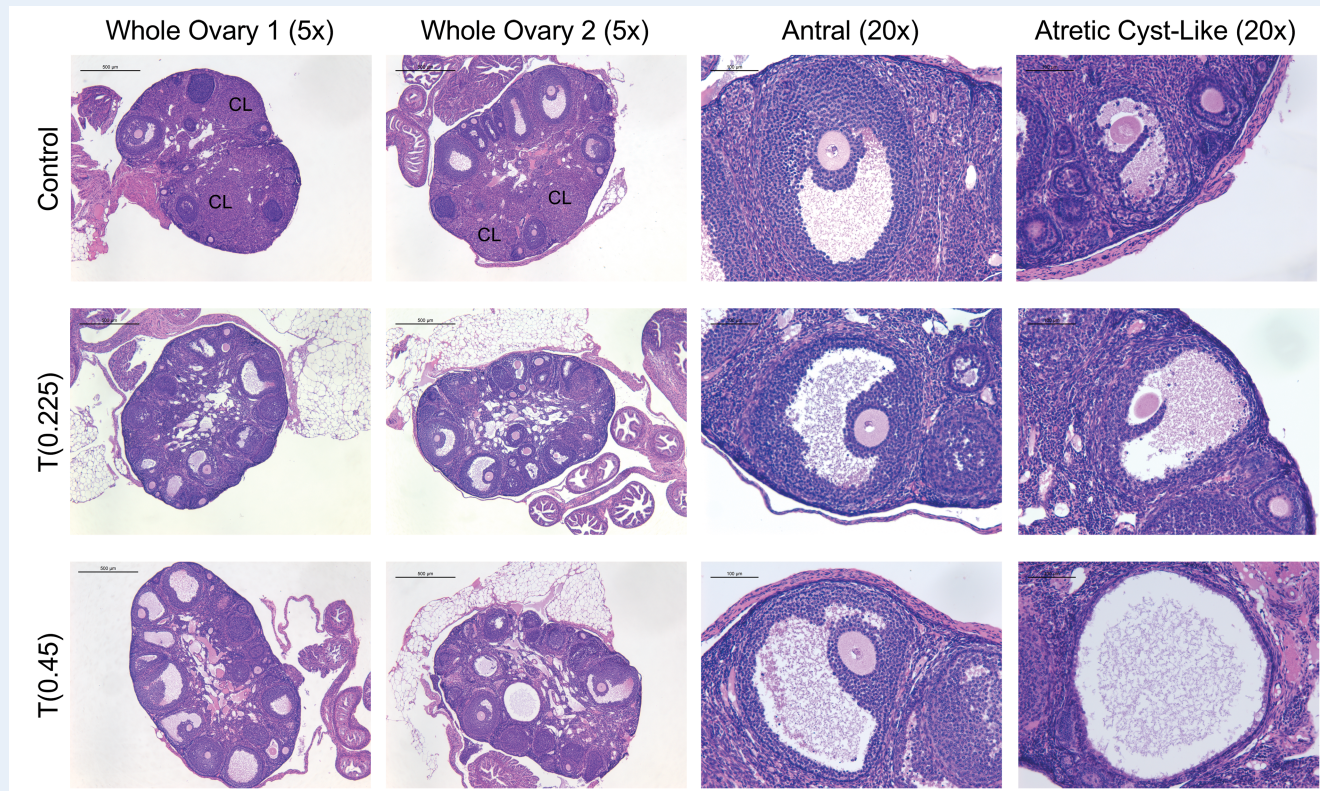 Whole Ovary 1 (5x) Whole Ovary 2 (5x) Antral (20x) Atretic Cyst-Like (20x)
Control
500 µm
CL
CL
CL
CL
T(0.225)
500 µm
T(0.45)
500 µm
500 µm
100 µm